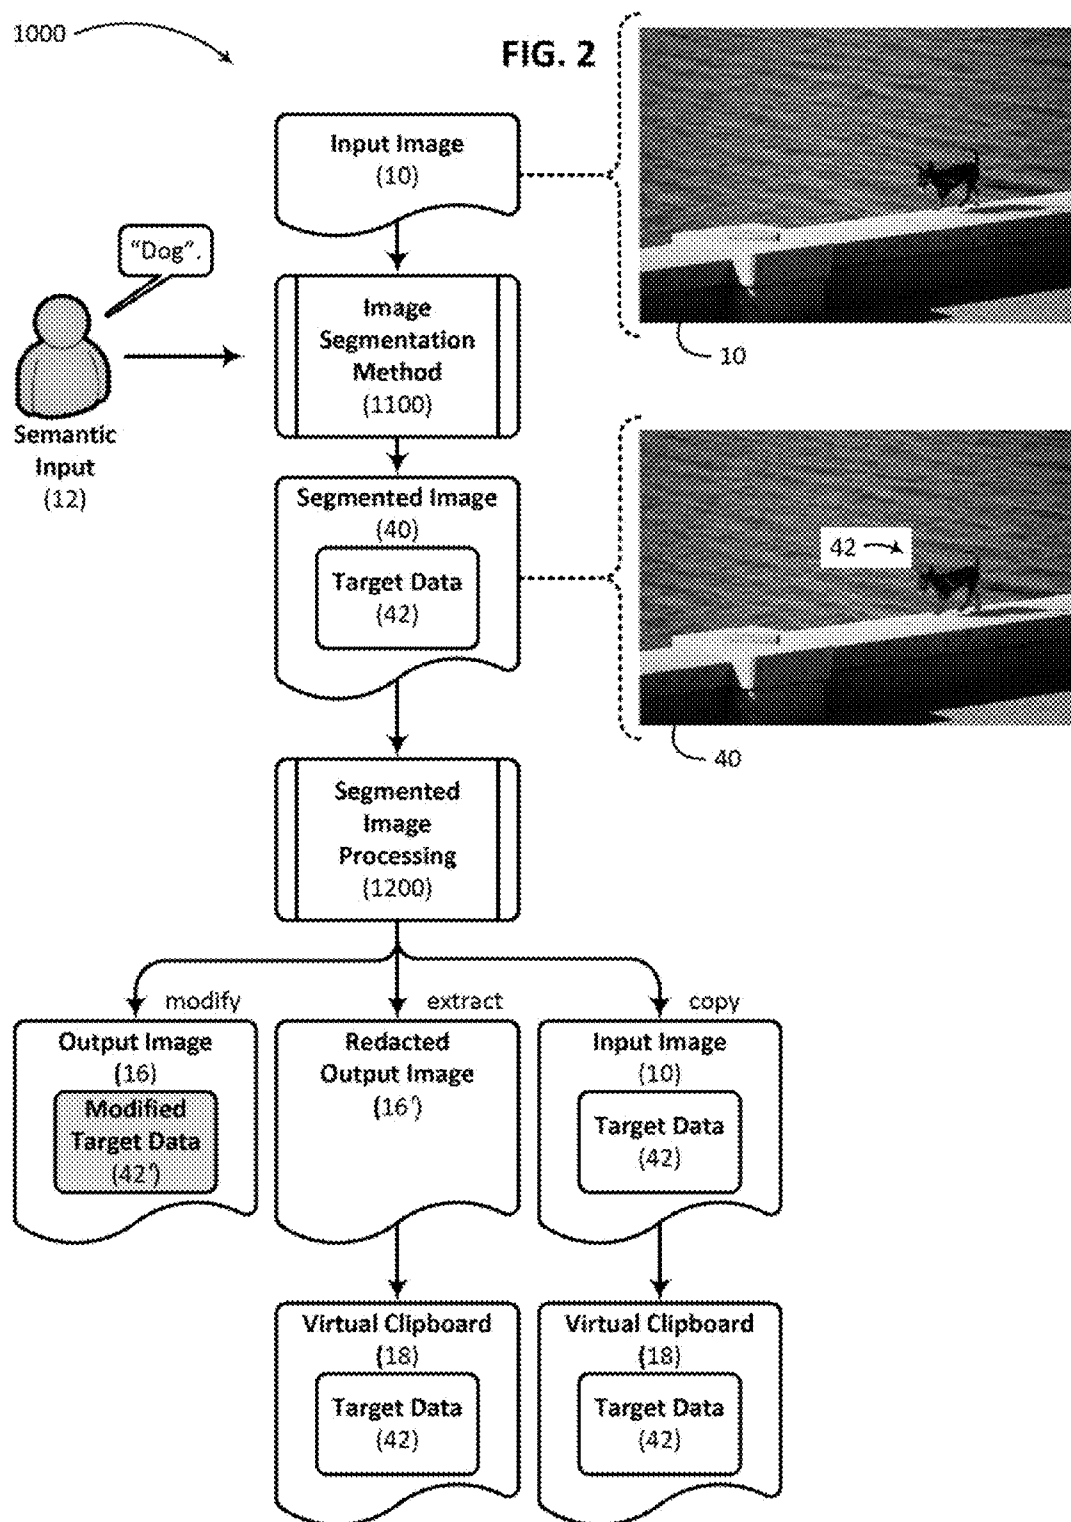 1000
FIG. 2
Input Image
(10)
"Dog".
Image
Segmentation
Method
(1100)
10
Semantic
Input
(12)
Segmented Image
(40)
Target Data
(42)
42
40
Segmented
Image
Processing
(1200)
modify
extract
copy
Output Image
(16)
Modified
Target Data
(42')
Redacted
Output Image
(16')
Input Image
(10)
Target Data
(42)
Virtual Clipboard
(18)
Target Data
(42)
Virtual Clipboard
(18)
Target Data
(42)